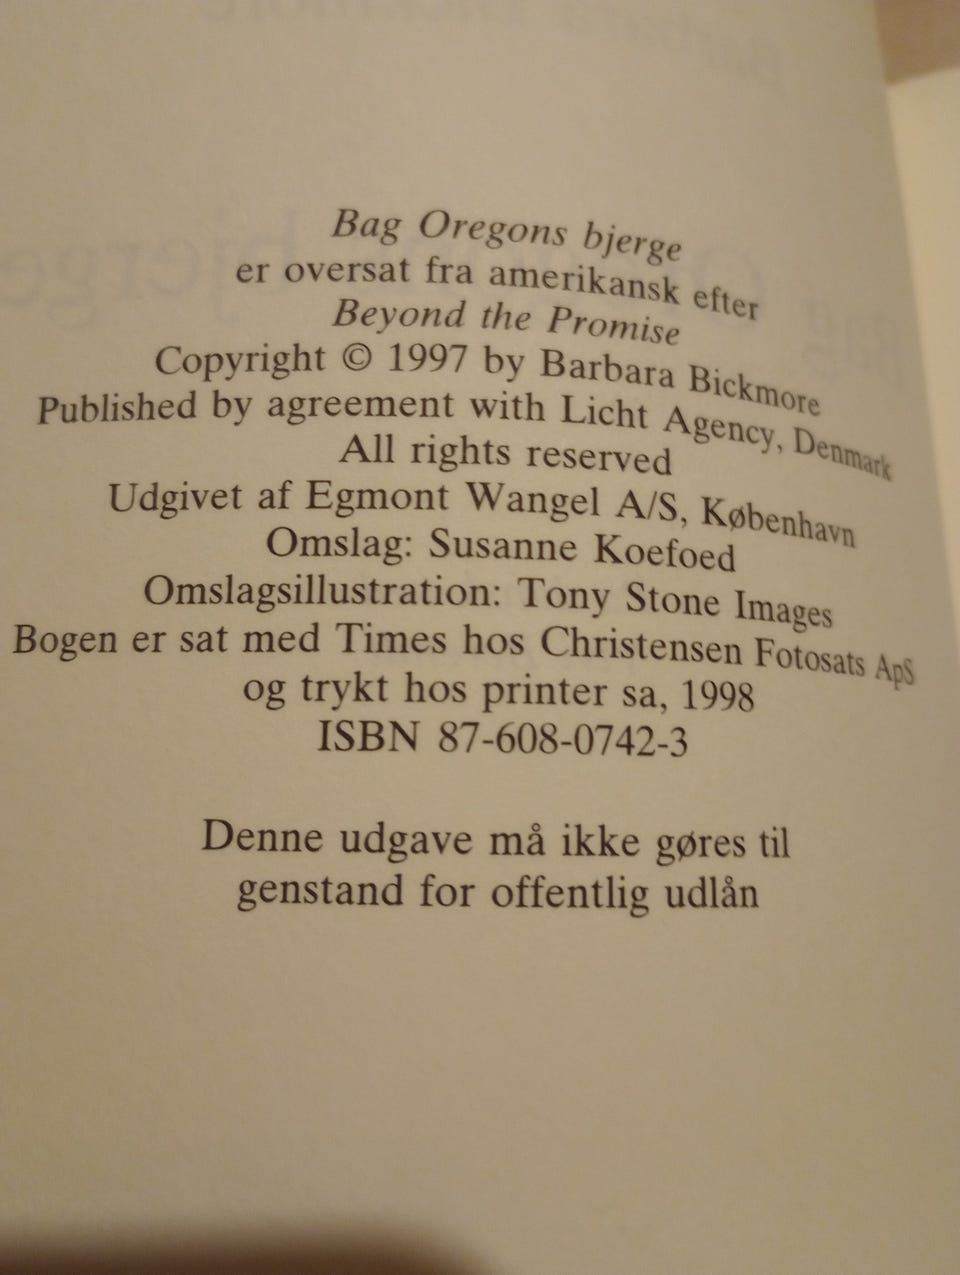 Bag Oregons bjerge
er oversat fra amerikansk efter
Beyond the Promise
Copyright © 1997 by Barbara Bickmore
Published by agreement with Licht Agency, Denmark
All rights reserved
Udgivet af Egmont Wangel A/S, København
Omslag: Susanne Koefoed
Omslagsillustration: Tony Stone Images
Bogen er sat med Times hos Christensen Fotosats ApS
og trykt hos printer sa, 1998
ISBN 87-608-0742-3
Denne udgave må ikke gøres til
genstand for offentlig udlån